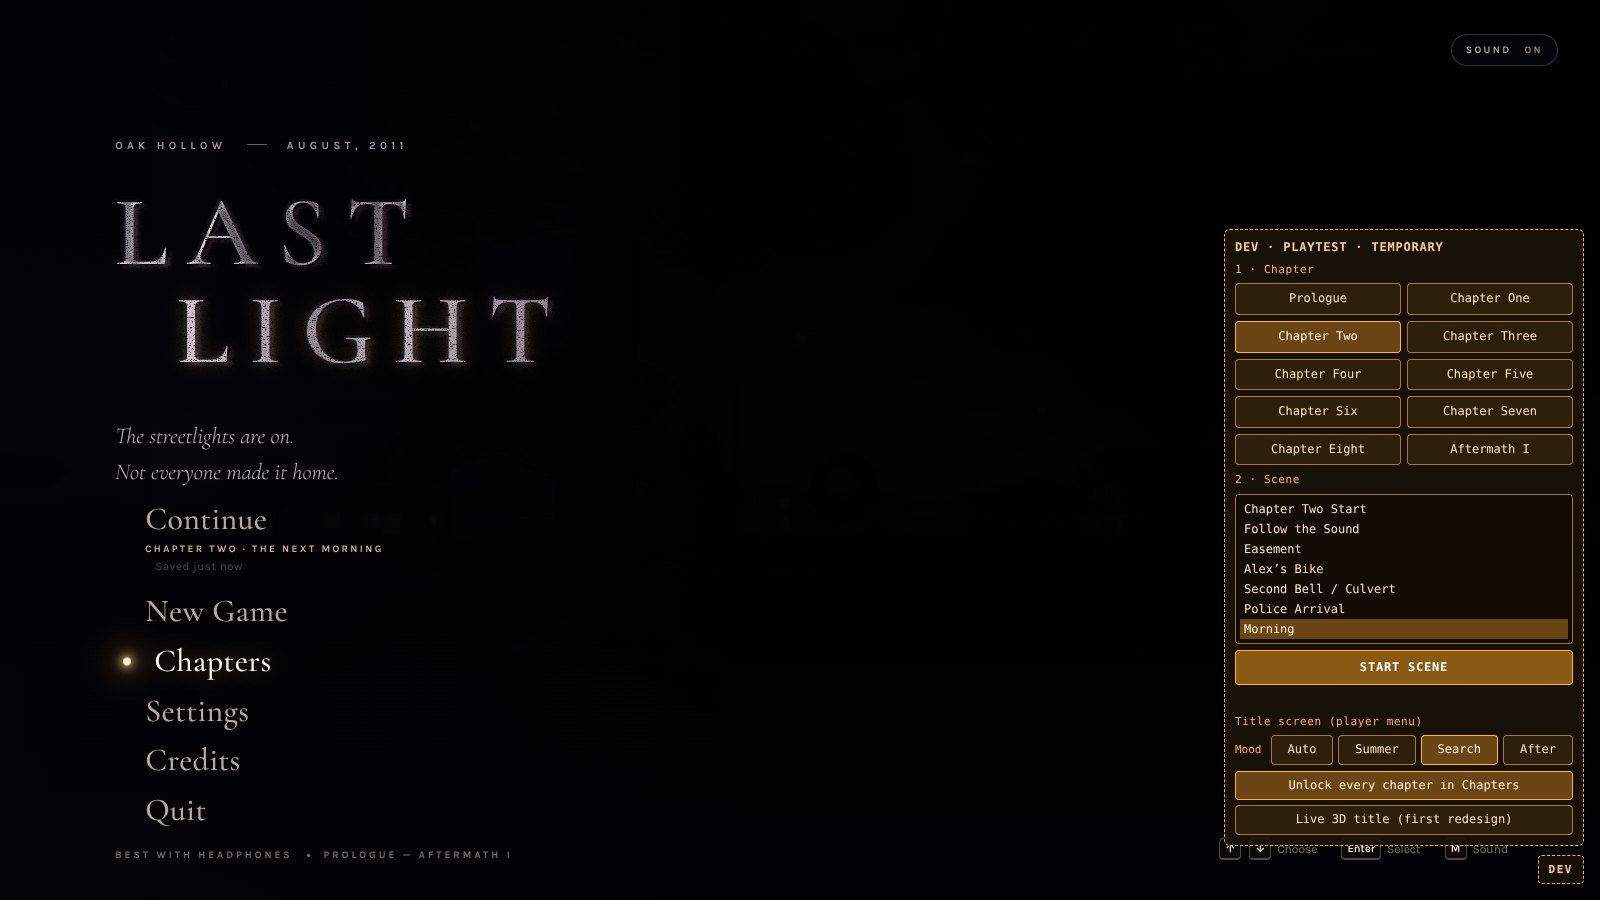 SOUND ON
OAK HOLLOW — AUGUST, 2011
LAST
LIGHT
The streetlights are on.
Not everyone made it home.
Continue
CHAPTER TWO · THE NEXT MORNING
Saved just now
New Game
Chapters
Settings
Credits
Quit
BEST WITH HEADPHONES • PROLOGUE — AFTERMATH I
DEV · PLAYTEST · TEMPORARY
1 · Chapter
Prologue
Chapter One
Chapter Two
Chapter Three
Chapter Four
Chapter Five
Chapter Six
Chapter Seven
Chapter Eight
Aftermath I
2 · Scene
Chapter Two Start
Follow the Sound
Easement
Alex’s Bike
Second Bell / Culvert
Police Arrival
Morning
START SCENE
Title screen (player menu)
Mood Auto Summer Search After
Unlock every chapter in Chapters
Live 3D title (first redesign)
↑ ↓ Choose Enter Select M Sound
DEV